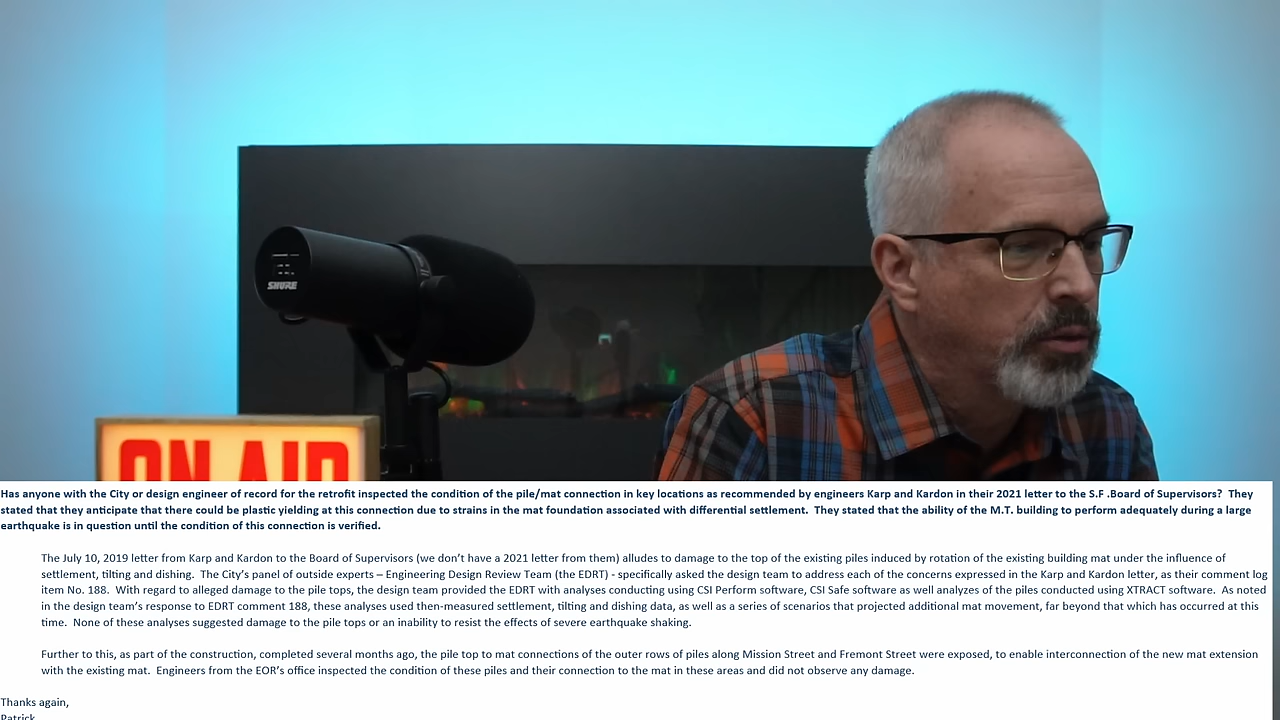 SHURE
ON AIR
Has anyone with the City or design engineer of record for the retrofit inspected the condition of the pile/mat connection in key locations as recommended by engineers Karp and Kardon in their 2021 letter to the S.F .Board of Supervisors?  They
stated that they anticipate that there could be plastic yielding at this connection due to strains in the mat foundation associated with differential settlement.  They stated that the ability of the M.T. building to perform adequately during a large
earthquake is in question until the condition of this connection is verified.
The July 10, 2019 letter from Karp and Kardon to the Board of Supervisors (we don't have a 2021 letter from them) alludes to damage to the top of the existing piles induced by rotation of the existing building mat under the influence of
settlement, tilting and dishing.  The City's panel of outside experts – Engineering Design Review Team (the EDRT) - specifically asked the design team to address each of the concerns expressed in the Karp and Kardon letter, as their comment log
item No. 188.  With regard to alleged damage to the pile tops, the design team provided the EDRT with analyses conducting using CSI Perform software, CSI Safe software as well analyzes of the piles conducted using XTRACT software.  As noted
in the design team's response to EDRT comment 188, these analyses used then-measured settlement, tilting and dishing data, as well as a series of scenarios that projected additional mat movement, far beyond that which has occurred at this
time.  None of these analyses suggested damage to the pile tops or an inability to resist the effects of severe earthquake shaking.
Further to this, as part of the construction, completed several months ago, the pile top to mat connections of the outer rows of piles along Mission Street and Fremont Street were exposed, to enable interconnection of the new mat extension
with the existing mat.  Engineers from the EOR's office inspected the condition of these piles and their connection to the mat in these areas and did not observe any damage.
Thanks again,
Patrick